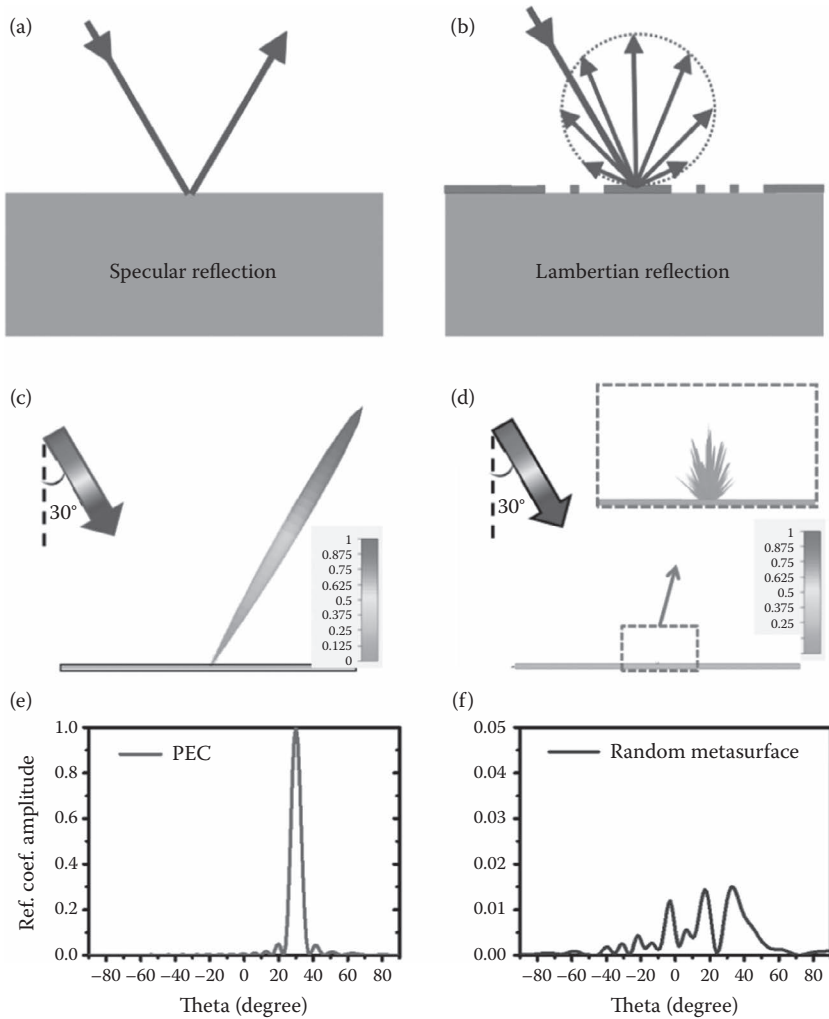 (a)
(b)
Specular reflection
Lambertian reflection
(c)
30°
1
0.875
0.75
0.625
0.5
0.375
0.25
0.125
0
(d)
30°
1
0.875
0.75
0.625
0.5
0.375
0.25
(e)
1.0
0.8
0.6
0.4
0.2
0.0
Ref. coef. amplitude
PEC
−80 −60 −40 −20 0 20 40 60 80
Theta (degree)
(f)
0.05
0.04
0.03
0.02
0.01
0.00
Random metasurface
−80 −60 −40 −20 0 20 40 60 80
Theta (degree)